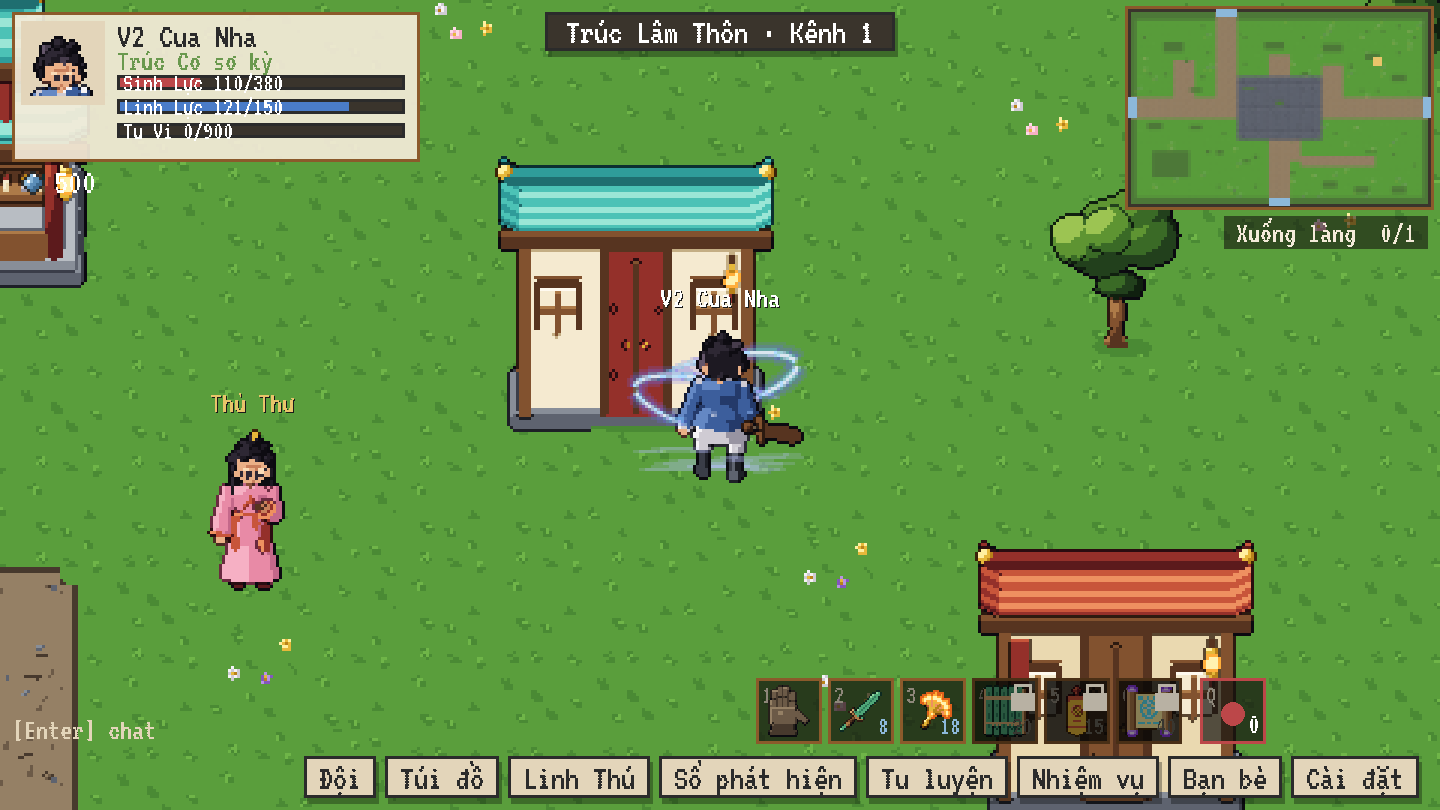 V2 Cua Nha
Trúc Cơ sơ kỳ
Sinh Lực 110/380
Linh Lực 121/150
Tu Vi 0/900
500
Trúc Lâm Thôn · Kênh 1
Xuống làng 0/1
V2 Cua Nha
Thủ Thư
[Enter] chat
1
2
8
3
18
5
15
Q
0
Đội
Túi đồ
Linh Thú
Sổ phát hiện
Tu luyện
Nhiệm vụ
Bạn bè
Cài đặt